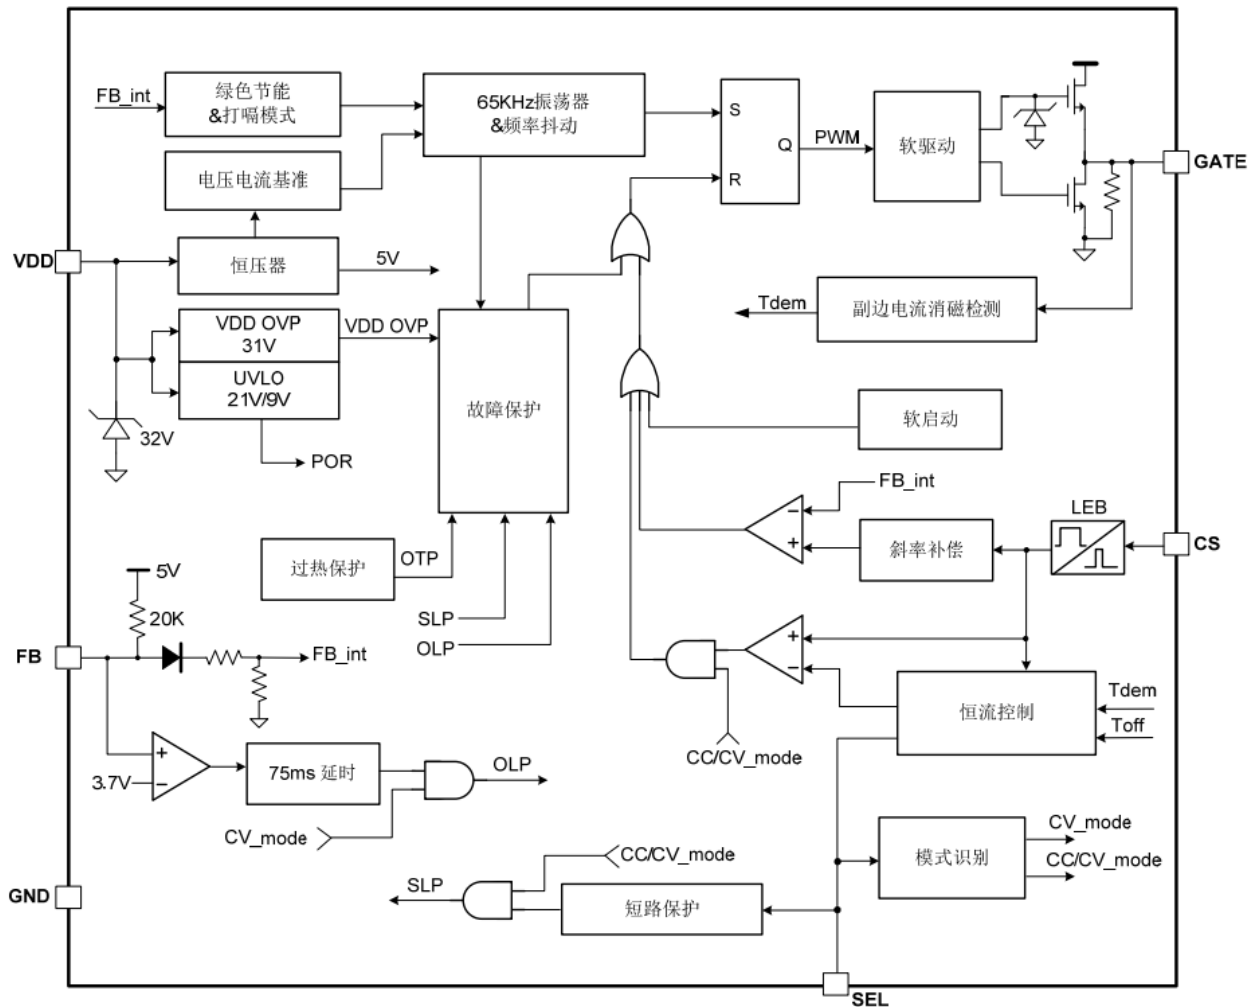 FB_int
绿色节能
&打嗝模式
65KHz振荡器
&频率抖动
S
R
Q
PWM
软驱动
GATE
电压电流基准
VDD
恒压器
5V
VDD OVP
31V
VDD OVP
UVLO
21V/9V
32V
POR
故障保护
Tdem
副边电流消磁检测
软启动
FB_int
LEB
斜率补偿
CS
过热保护
OTP
SLP
OLP
5V
20K
FB
FB_int
+
−
+
−
恒流控制
Tdem
Toff
CC/CV_mode
+
3.7V
−
75ms 延时
OLP
CV_mode
模式识别
CV_mode
CC/CV_mode
CC/CV_mode
SLP
短路保护
GND
SEL